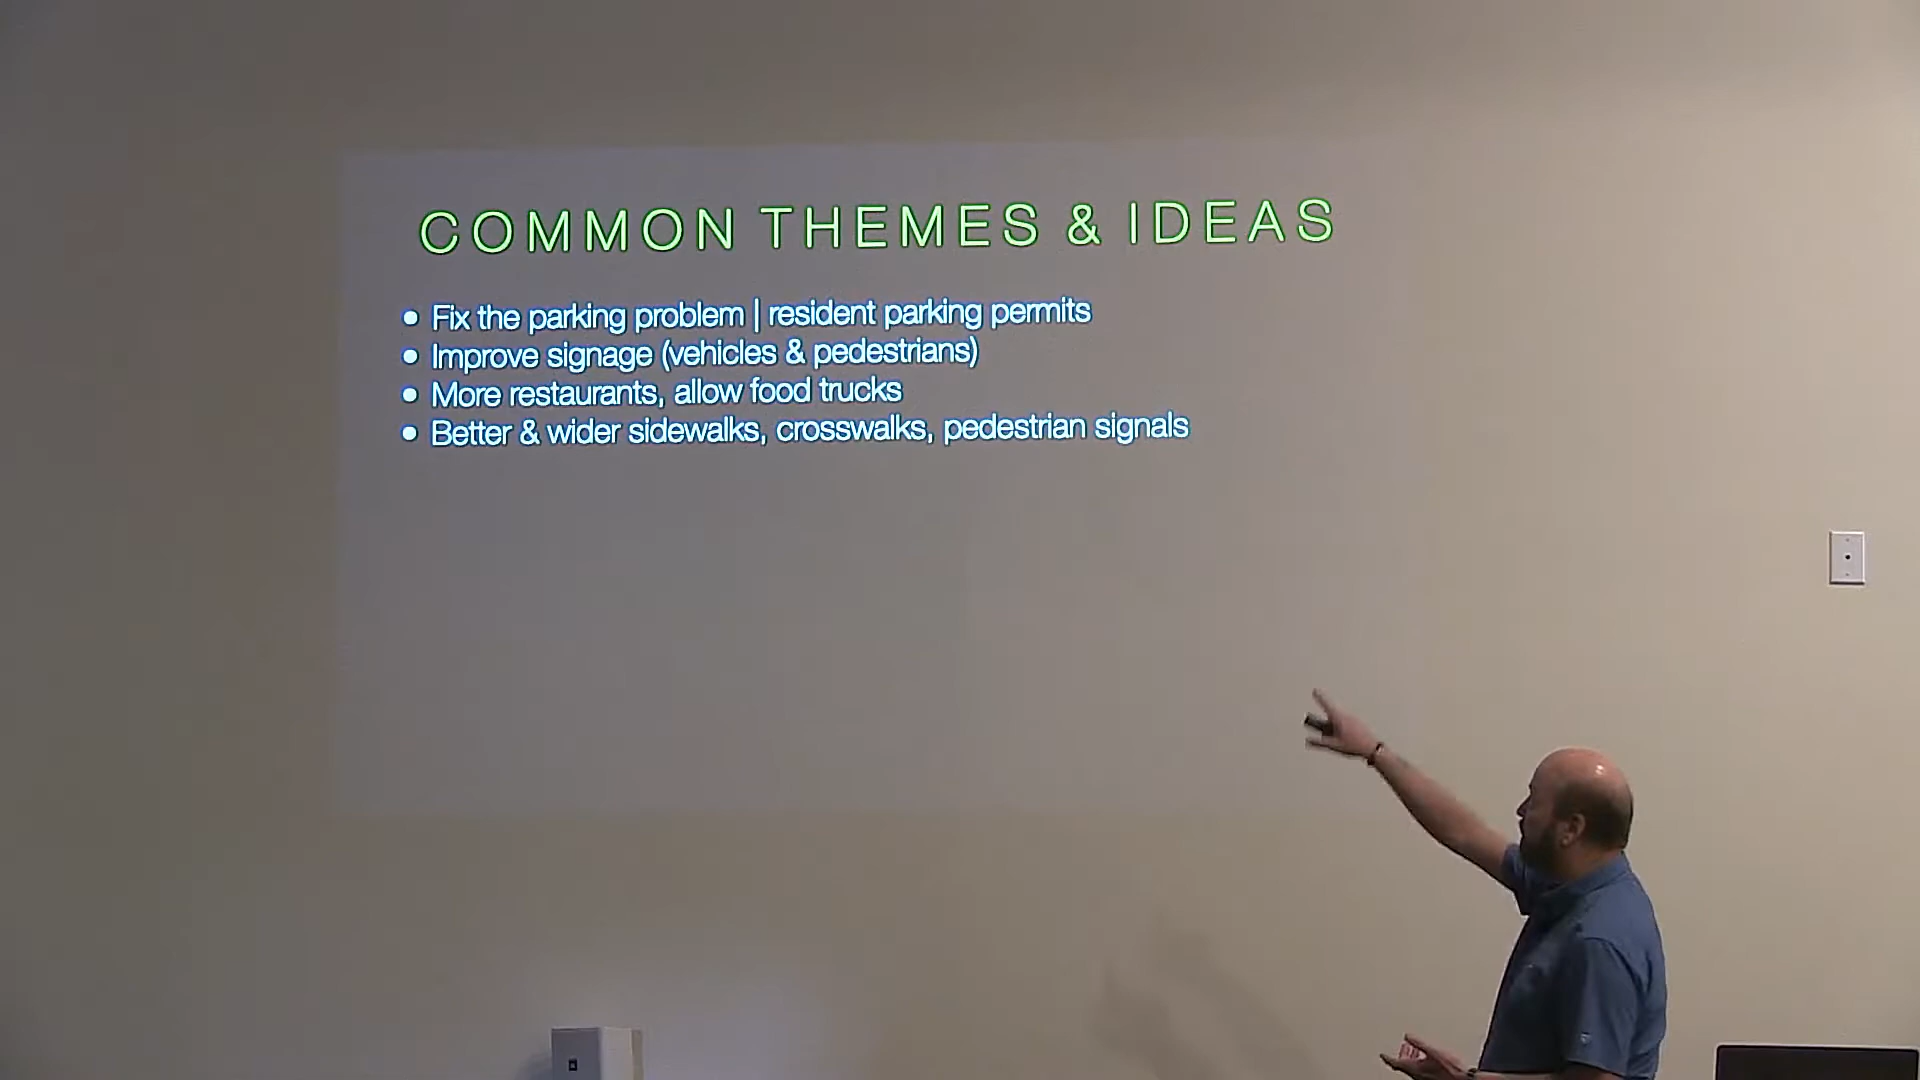 COMMON THEMES & IDEAS
• Fix the parking problem | resident parking permits
• Improve signage (vehicles & pedestrians)
• More restaurants, allow food trucks
• Better & wider sidewalks, crosswalks, pedestrian signals